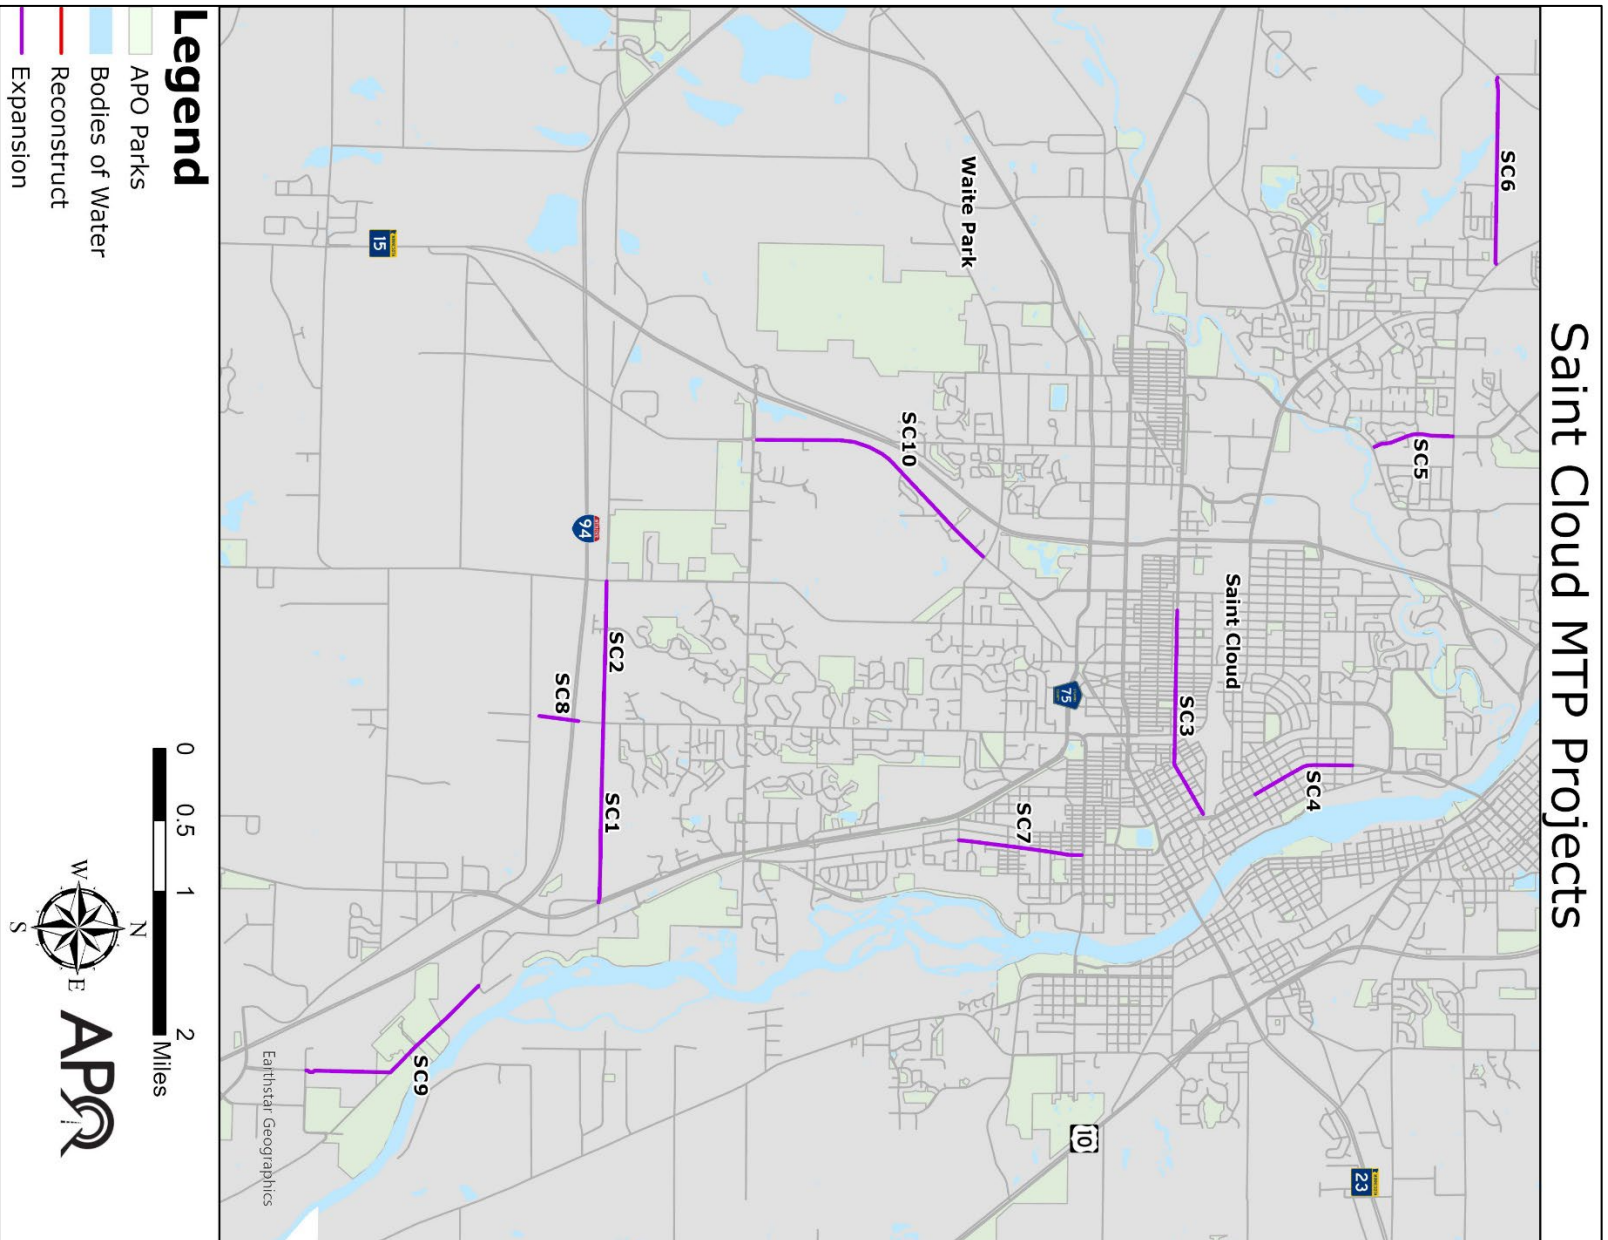 Saint Cloud MTP Projects
SC6
SC5
Saint Cloud
SC4
SC3
23
Waite Park
75
10
SC10
SC7
SC2
SC1
94
SC8
15
SC9
Earthstar Geographics
Legend
APO Parks
Bodies of Water
Reconstruct
Expansion
0 0.5 1 2
Miles
N
W E
S
APO